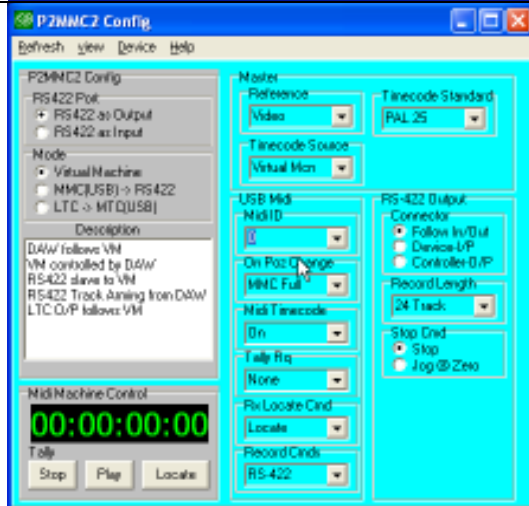 P2MMC2 Config
Refresh view Device Help
P2MMC2 Config
RS422 Port
RS422 as Output
RS422 as Input
Mode
Virtual Machine
MMC(USB)-> RS422
LTC -> MTC(USB)
Description
DAW follows VM
VM controlled by DAW
RS422 slave to VM
RS422 Track Arming from DAW
LTC O/P follows VM
Midi Machine Control
00:00:00:00
Tally
Stop Play Locate
Master
Reference
Video
Timecode Source
Virtual Mcn
Timecode Standard
PAL 25
USB Midi
Midi ID
0
On Poz Change
MMC Full
Midi Timecode
On
Tally Rq
None
Rx Locate Cmd
Locate
Record Cmds
RS-422
RS-422 Output
Connector
Follow In/Out
Device-I/P
Controller-O/P
Record Length
24 Track
Stop Cmd
Stop
Jog @ Zero